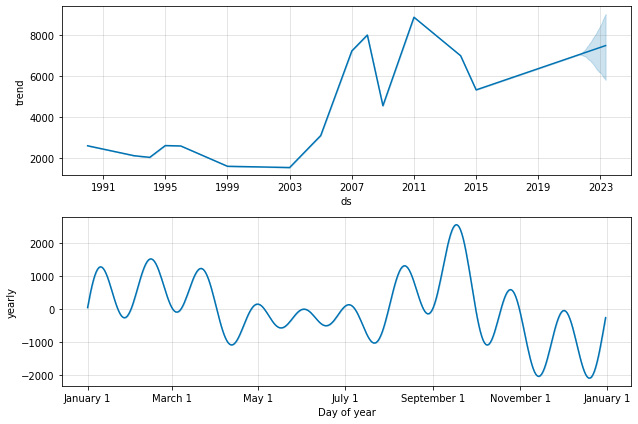 8000
6000
4000
2000
trend
1991 1995 1999 2003 2007 2011 2015 2019 2023
ds
2000
1000
0
−1000
−2000
yearly
January 1 March 1 May 1 July 1 September 1 November 1 January 1
Day of year